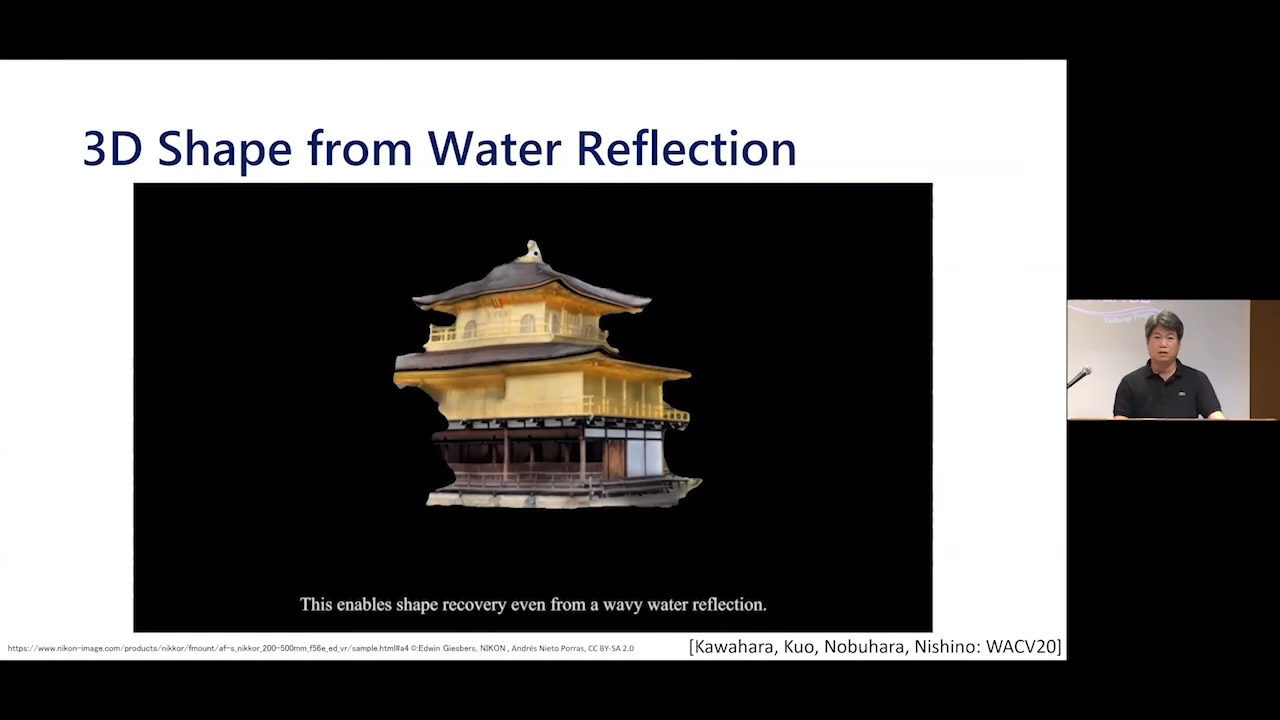 3D Shape from Water Reflection
This enables shape recovery even from a wavy water reflection.
https://www.nikon-image.com/products/nikkor/fmount/af-s_nikkor_200-500mm_f56e_ed_vr/sample.html#a4 ©:Edwin Giesbers, NIKON , Andrés Nieto Porras, CC BY-SA 2.0
[Kawahara, Kuo, Nobuhara, Nishino: WACV20]